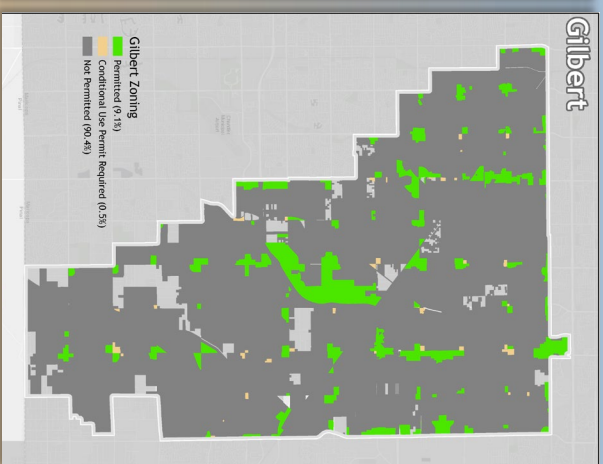 Gilbert
Gilbert Zoning
Permitted (9.1%)
Conditional Use Permit Required (0.5%)
Not Permitted (90.4%)